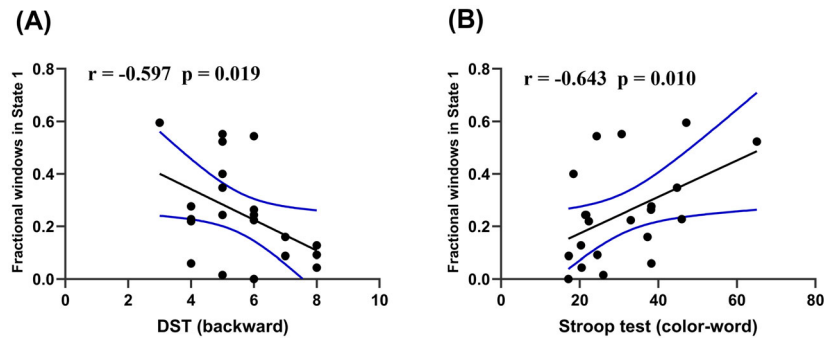 (A)
r = -0.597 p = 0.019
Fractional windows in State 1
0.8
0.6
0.4
0.2
0.0
0 2 4 6 8 10
DST (backward)
(B)
r = -0.643 p = 0.010
Fractional windows in State 1
0.8
0.6
0.4
0.2
0.0
0 20 40 60 80
Stroop test (color-word)